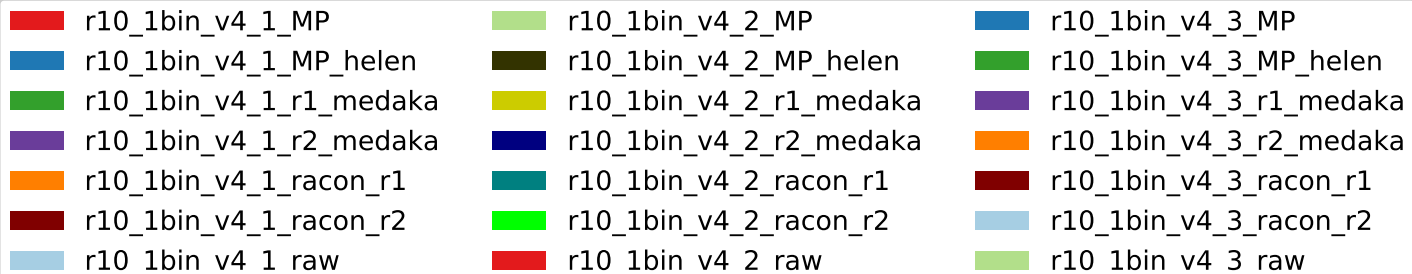 r10_1bin_v4_1_MP
r10_1bin_v4_1_MP_helen
r10_1bin_v4_1_r1_medaka
r10_1bin_v4_1_r2_medaka
r10_1bin_v4_1_racon_r1
r10_1bin_v4_1_racon_r2
r10_1bin_v4_1_raw
r10_1bin_v4_2_MP
r10_1bin_v4_2_MP_helen
r10_1bin_v4_2_r1_medaka
r10_1bin_v4_2_r2_medaka
r10_1bin_v4_2_racon_r1
r10_1bin_v4_2_racon_r2
r10_1bin_v4_2_raw
r10_1bin_v4_3_MP
r10_1bin_v4_3_MP_helen
r10_1bin_v4_3_r1_medaka
r10_1bin_v4_3_r2_medaka
r10_1bin_v4_3_racon_r1
r10_1bin_v4_3_racon_r2
r10_1bin_v4_3_raw